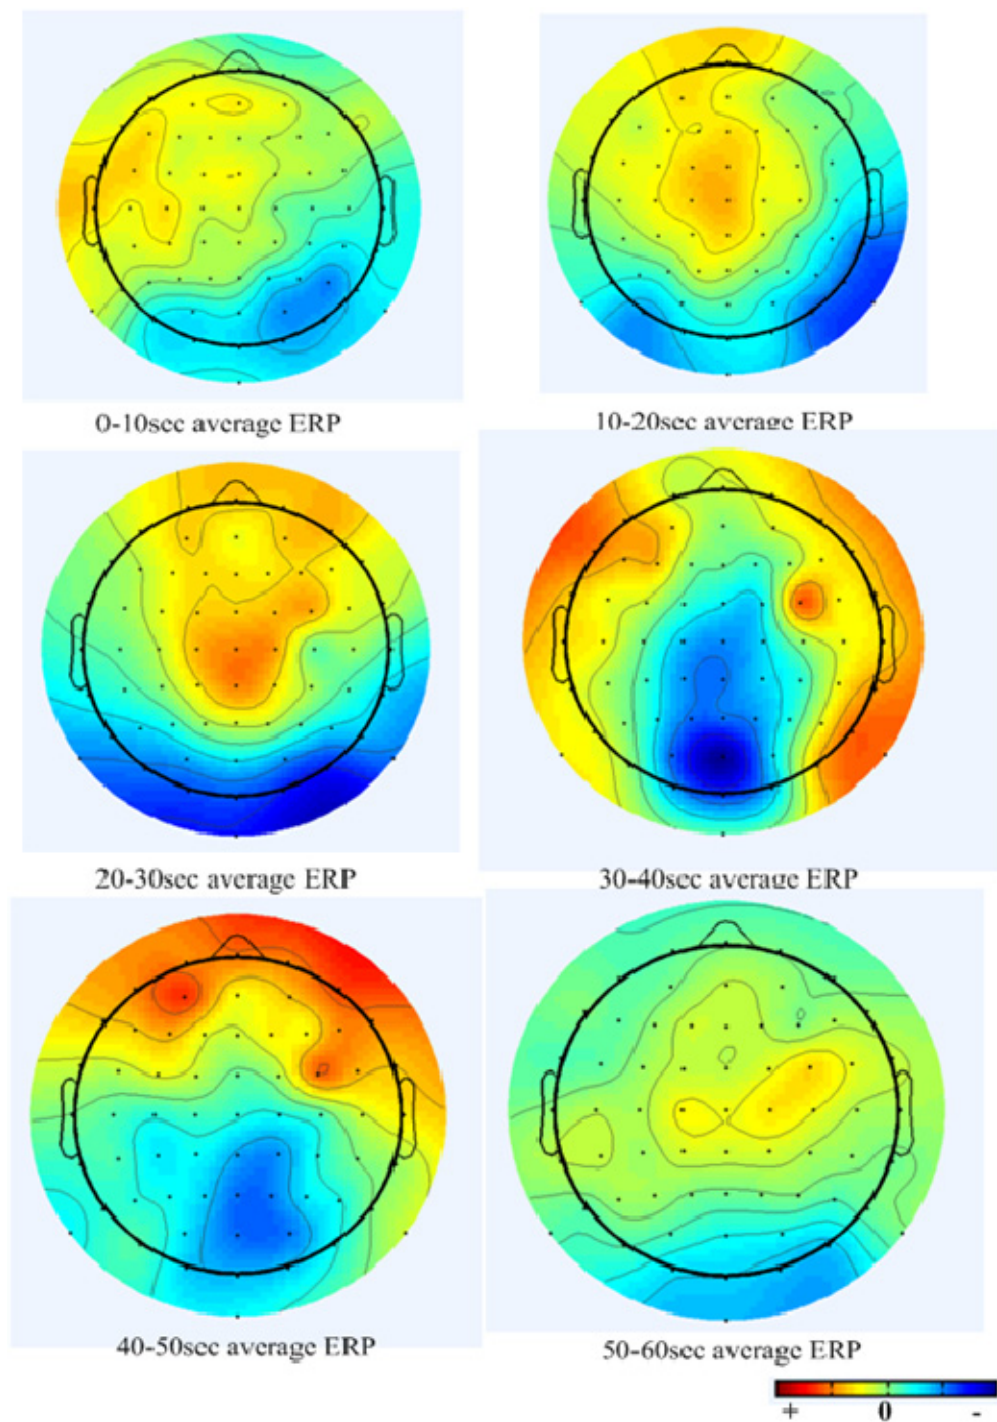 0-10sec average ERP
10-20sec average ERP
20-30sec average ERP
30-40sec average ERP
40-50sec average ERP
50-60sec average ERP
+ 0 -